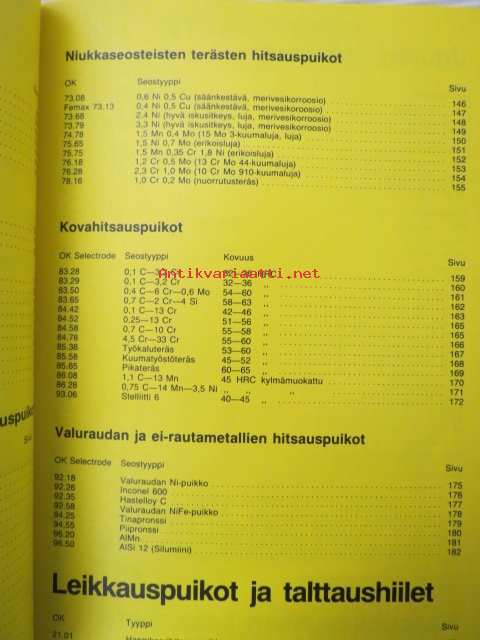 Niukkaseosteisten terästen hitsauspuikot
OK Seostyyppi Sivu
73.08 0,6 Ni 0,5 Cu (säänkestävä, merivesikorroosio) 146
Femax 73.13 0,4 Ni 0,5 Cu (säänkestävä, merivesikorroosio) 147
73.68 2,4 Ni (hyvä iskusitkeys, luja, merivesikorroosio) 148
73.79 3,3 Ni (hyvä iskusitkeys, luja, merivesikorroosio) 149
74.78 1,5 Mn 0,4 Mo (15 Mo 3-kuumaluja, luja) 150
75.65 1,5 Ni 0,7 Mo (erikoisluja) 151
75.75 1,5 Mn 0,35 Cr 1,8 Ni (erikoisluja) 152
76.18 1,2 Cr 0,5 Mo (13 Cr Mo 44-kuumaluja) 153
76.28 2,3 Cr 1,0 Mo (10 Cr Mo 910-kuumaluja) 154
78.16 1,0 Cr 0,2 Mo (nuorrutusteräs) 155
Kovahitsauspuikot
OK Selectrode Seostyyppi Kovuus Sivu
83.28 0,1 C—3,2 Cr 32—36 HRC 159
83.29 0,1 C—3,2 Cr 32—36 ,, 160
83.50 0,4 C—6 Cr—0,6 Mo 54—60 ,, 161
83.65 0,7 C—2 Cr—4 Si 58—63 ,, 162
84.42 0,1 C—13 Cr 42—46 ,, 163
84.52 0,25—13 Cr 51—56 ,, 165
84.58 0,7 C—10 Cr 55—58 ,, 165
84.78 4,5 Cr—33 Cr 55—60 ,, 166
85.38 Työkaluteräs 53—60 ,, 167
85.58 Kuumatyöstöteräs 45—52 ,, 168
85.65 Pikateräs 60—65 ,, 169
86.08 1,1 C—13 Mn 45 HRC kylmämuokattu 170
86.28 0,75 C—14 Mn—3,5 Ni ,, ,, ,, 171
93.06 Stelliitti 6 40—45 ,, 172
Valuraudan ja ei-rautametallien hitsauspuikot
OK Selectrode Seostyyppi Sivu
92.18 Valuraudan Ni-puikko 175
92.26 Inconel 600 176
92.35 Hastelloy C 177
92.58 Valuraudan NiFe-puikko 178
94.25 Tinapronssi 179
94.55 Piipronssi 180
96.20 AlMn 181
96.50 AlSi 12 (Silumiini) 182
Leikkauspuikot ja talttaushiilet
OK Tyyppi
21.01
Antikvariaatti.net